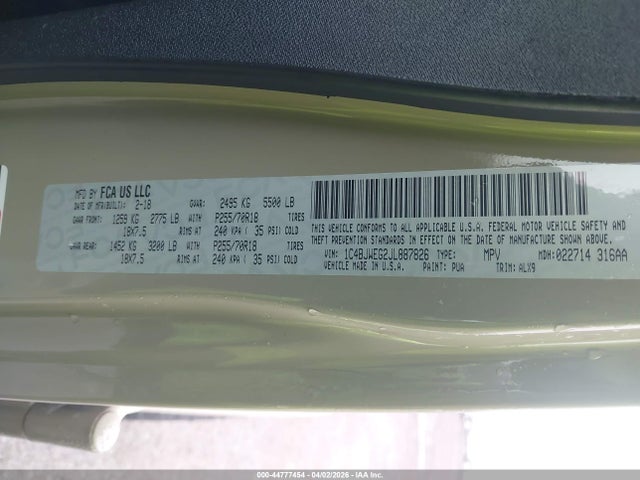 MFD BY FCA US LLC
DATE OF MFR/BUILT: 2-18 GVWR: 2495 KG 5500 LB
GAWR FRONT: 1259 KG 2775 LB WITH P255/70R18 TIRES
18X7.5 RIMS AT 240 KPA ( 35 PSI) COLD
GAWR REAR: 1452 KG 3200 LB WITH P255/70R18 TIRES
18X7.5 RIMS AT 240 KPA ( 35 PSI) COLD
THIS VEHICLE CONFORMS TO ALL APPLICABLE U.S.A. FEDERAL MOTOR VEHICLE SAFETY AND
THEFT PREVENTION STANDARDS IN EFFECT ON THE DATE OF MANUFACTURE SHOWN ABOVE.
VIN: 1C4BJWEG2JL887826 TYPE: MPV MDH: 022714 316AA
VEHICLE MADE IN U.S.A. PAINT: PUA TRIM: ALX9
000-44777454 | 04/02/2026 - IAAI.COM